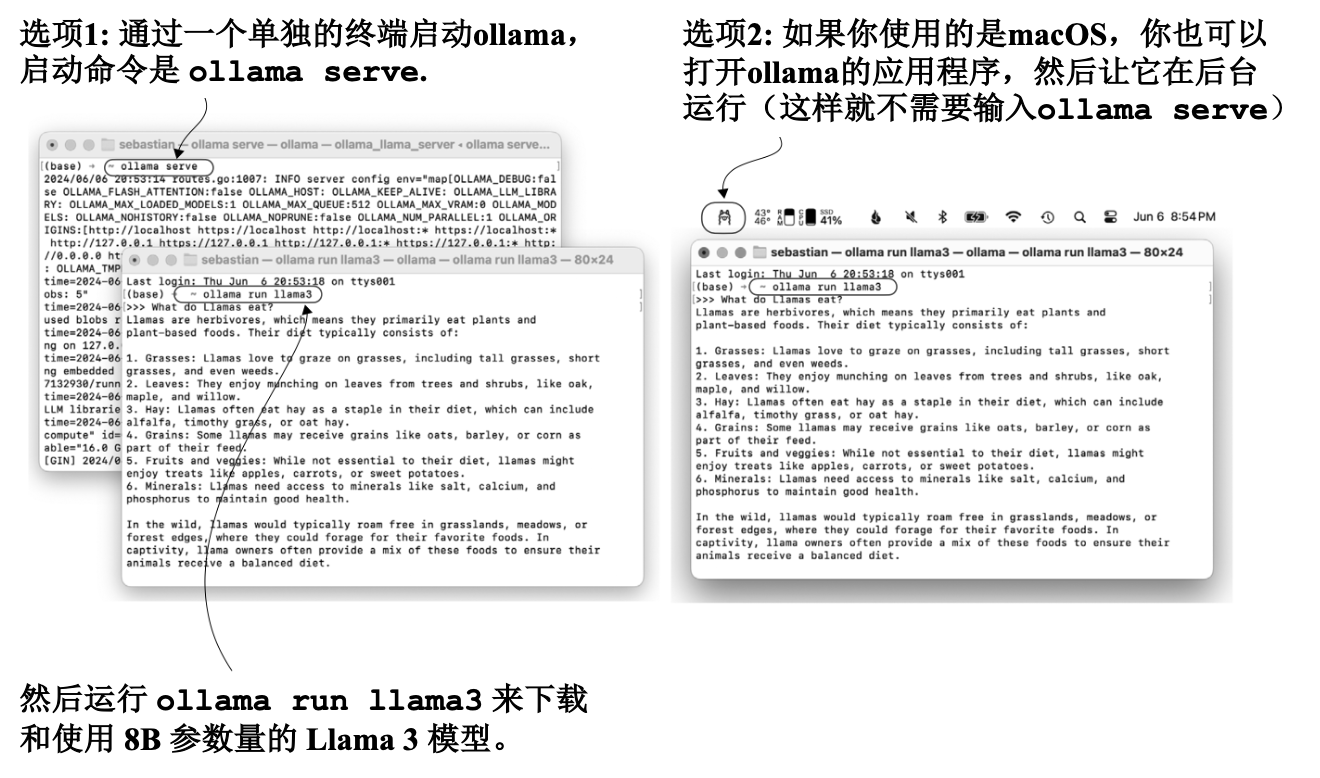 选项1: 通过一个单独的终端启动ollama，
启动命令是 ollama serve.
sebastian — ollama serve — ollama — ollama_llama_server ◂ ollama serve...
(base) → ~ ollama serve
2024/06/06 20:53:14 routes.go:1007: INFO server config env="map[OLLAMA_DEBUG:fal
se OLLAMA_FLASH_ATTENTION:false OLLAMA_HOST: OLLAMA_KEEP_ALIVE: OLLAMA_LLM_LIBRA
RY: OLLAMA_MAX_LOADED_MODELS:1 OLLAMA_MAX_QUEUE:512 OLLAMA_MAX_VRAM:0 OLLAMA_MOD
ELS: OLLAMA_NOHISTORY:false OLLAMA_NOPRUNE:false OLLAMA_NUM_PARALLEL:1 OLLAMA_OR
IGINS:[http://localhost https://localhost http://localhost:* https://localhost:*
http://127.0.0.1 https://127.0.0.1 http://127.0.0.1:* https://127.0.0.1:* http:
//0.0.0.0 ht
: OLLAMA_TMP
time=2024-06
obs: 5"
time=2024-06
used blobs r
time=2024-06
ng on 127.0.
time=2024-06
ng embedded
7132930/runn
time=2024-06
LLM librarie
time=2024-06
compute" id=
able="16.0 G
[GIN] 2024/0
sebastian — ollama run llama3 — ollama — ollama run llama3 — 80×24
Last login: Thu Jun  6 20:53:18 on ttys001
(base) → ~ ollama run llama3
>>> What do Llamas eat?
Llamas are herbivores, which means they primarily eat plants and
plant-based foods. Their diet typically consists of:
1. Grasses: Llamas love to graze on grasses, including tall grasses, short
grasses, and even weeds.
2. Leaves: They enjoy munching on leaves from trees and shrubs, like oak,
maple, and willow.
3. Hay: Llamas often eat hay as a staple in their diet, which can include
alfalfa, timothy grass, or oat hay.
4. Grains: Some llamas may receive grains like oats, barley, or corn as
part of their feed.
5. Fruits and veggies: While not essential to their diet, llamas might
enjoy treats like apples, carrots, or sweet potatoes.
6. Minerals: Llamas need access to minerals like salt, calcium, and
phosphorus to maintain good health.
In the wild, llamas would typically roam free in grasslands, meadows, or
forest edges, where they could forage for their favorite foods. In
captivity, llama owners often provide a mix of these foods to ensure their
animals receive a balanced diet.
然后运行 ollama run llama3 来下载
和使用 8B 参数量的 Llama 3 模型。
选项2: 如果你使用的是macOS，你也可以
打开ollama的应用程序，然后让它在后台
运行（这样就不需要输入ollama serve）
43° 46° RAM CPU SSD 41% Jun 6 8:54 PM
sebastian — ollama run llama3 — ollama — ollama run llama3 — 80×24
Last login: Thu Jun  6 20:53:18 on ttys001
(base) → ~ ollama run llama3
>>> What do Llamas eat?
Llamas are herbivores, which means they primarily eat plants and
plant-based foods. Their diet typically consists of:
1. Grasses: Llamas love to graze on grasses, including tall grasses, short
grasses, and even weeds.
2. Leaves: They enjoy munching on leaves from trees and shrubs, like oak,
maple, and willow.
3. Hay: Llamas often eat hay as a staple in their diet, which can include
alfalfa, timothy grass, or oat hay.
4. Grains: Some llamas may receive grains like oats, barley, or corn as
part of their feed.
5. Fruits and veggies: While not essential to their diet, llamas might
enjoy treats like apples, carrots, or sweet potatoes.
6. Minerals: Llamas need access to minerals like salt, calcium, and
phosphorus to maintain good health.
In the wild, llamas would typically roam free in grasslands, meadows, or
forest edges, where they could forage for their favorite foods. In
captivity, llama owners often provide a mix of these foods to ensure their
animals receive a balanced diet.